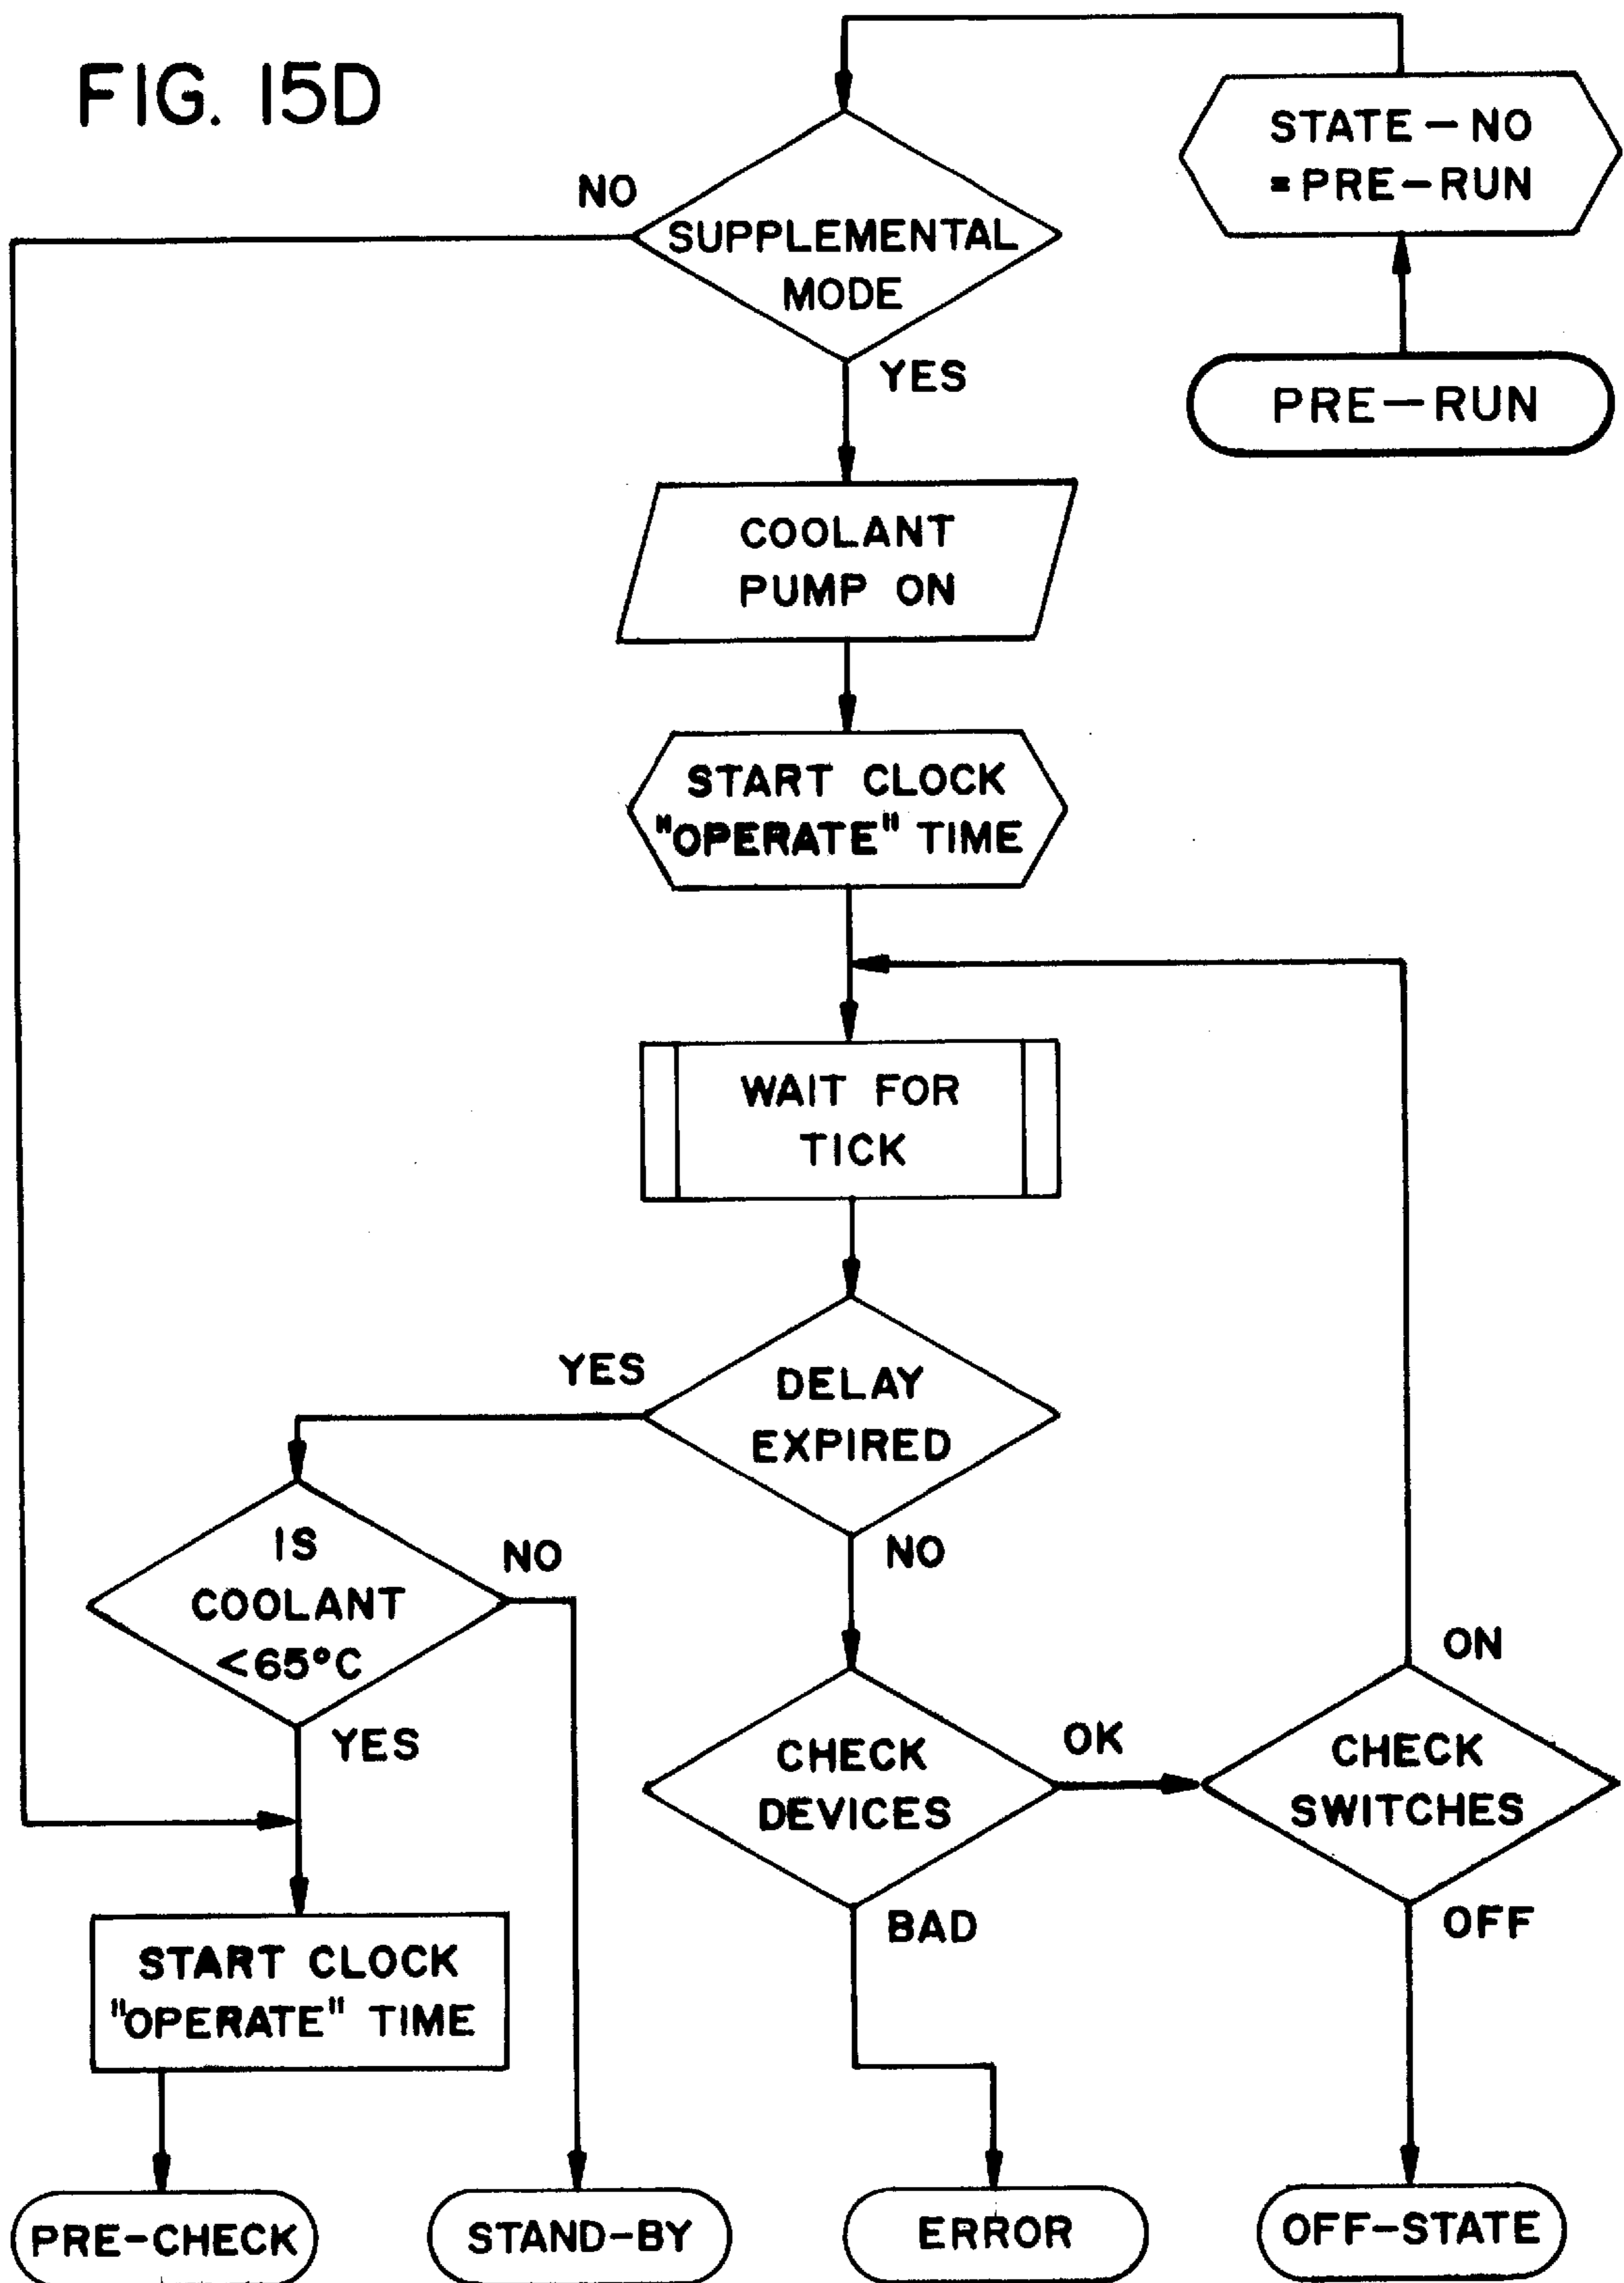 FIG. 15D
STATE-NO
= PRE-RUN
PRE-RUN
NO
SUPPLEMENTAL
MODE
YES
COOLANT
PUMP ON
START CLOCK
"OPERATE" TIME
WAIT FOR
TICK
YES
DELAY
EXPIRED
NO
IS
COOLANT
<65°C
NO
YES
CHECK
DEVICES
OK
BAD
ON
CHECK
SWITCHES
OFF
START CLOCK
"OPERATE" TIME
PRE-CHECK
STAND-BY
ERROR
OFF-STATE